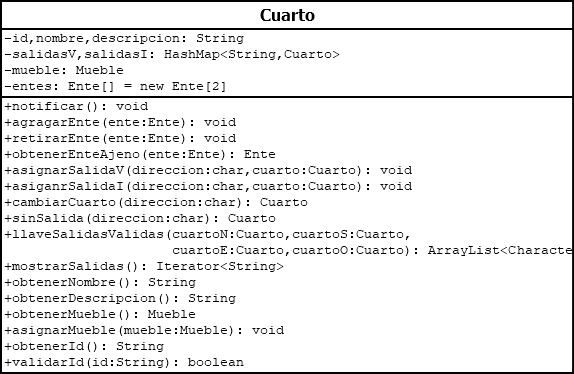 Cuarto
-id,nombre,descripcion: String
-salidasV,salidasI: HashMap<String,Cuarto>
-mueble: Mueble
-entes: Ente[] = new Ente[2]
+notificar(): void
+agragarEnte(ente:Ente): void
+retirarEnte(ente:Ente): void
+obtenerEnteAjeno(ente:Ente): Ente
+asignarSalidaV(direccion:char,cuarto:Cuarto): void
+asiganrSalidaI(direccion:char,cuarto:Cuarto): void
+cambiarCuarto(direccion:char): Cuarto
+sinSalida(direccion:char): Cuarto
+llaveSalidasValidas(cuartoN:Cuarto,cuartoS:Cuarto,
cuartoE:Cuarto,cuartoO:Cuarto): ArrayList<Characte
+mostrarSalidas(): Iterator<String>
+obtenerNombre(): String
+obtenerDescripcion(): String
+obtenerMueble(): Mueble
+asignarMueble(mueble:Mueble): void
+obtenerId(): String
+validarId(id:String): boolean